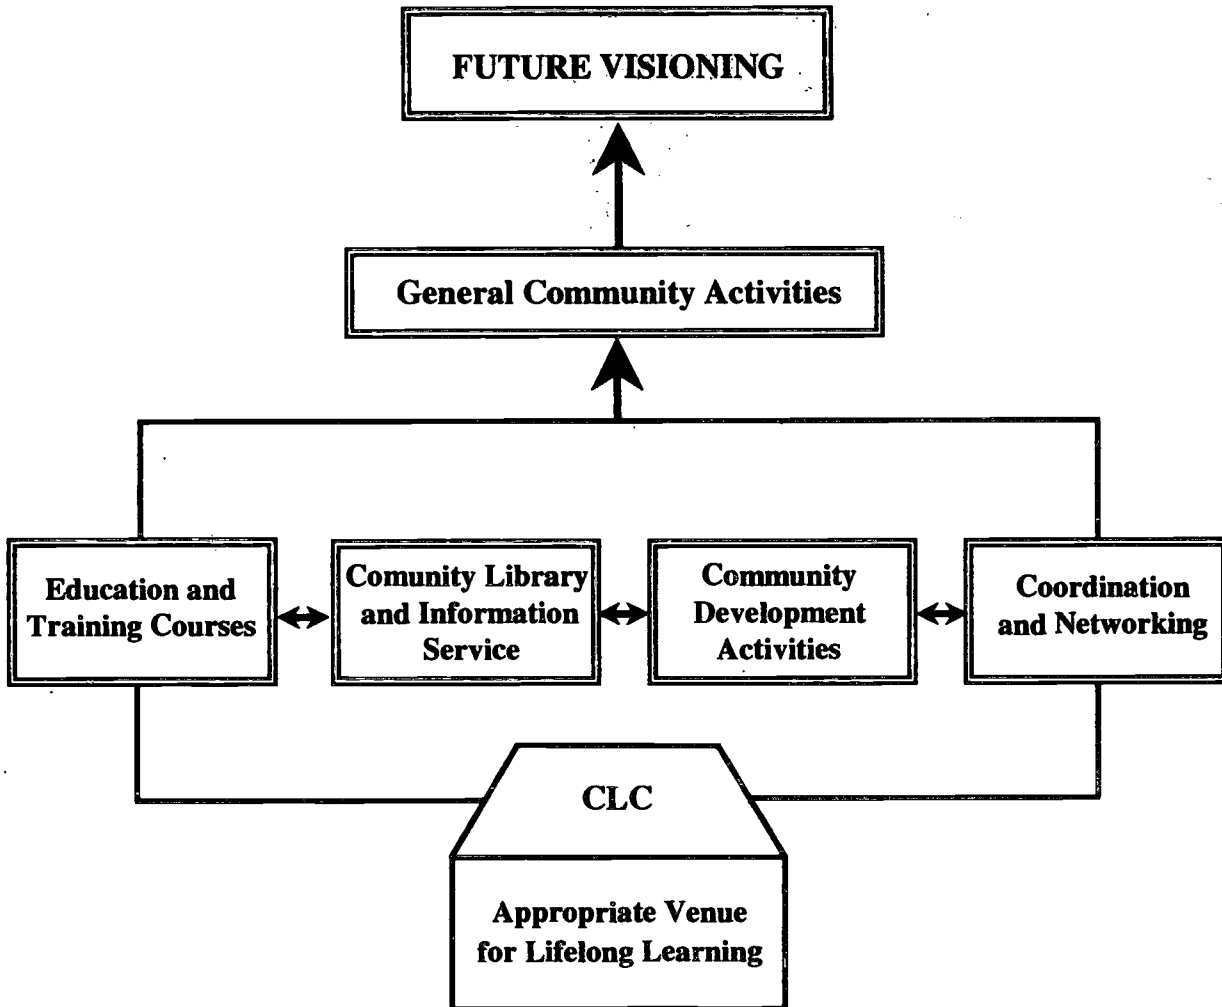 FUTURE VISIONING
General Community Activities
Education and
Training Courses
Comunity Library
and Information
Service
Community
Development
Activities
Coordination
and Networking
CLC
Appropriate Venue
for Lifelong Learning